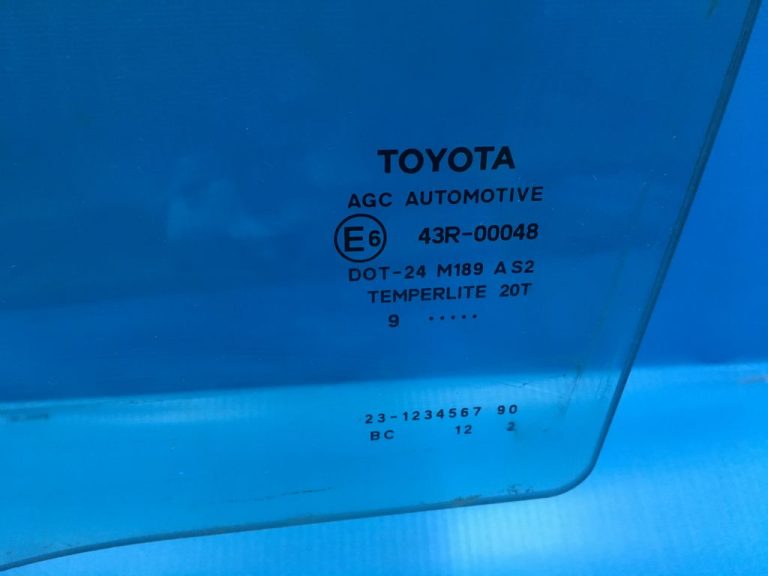 TOYOTA
AGC AUTOMOTIVE
E6 43R-00048
DOT-24 M189 AS2
TEMPERLITE 20T
9 .....
23-1234567 90
BC 12 2